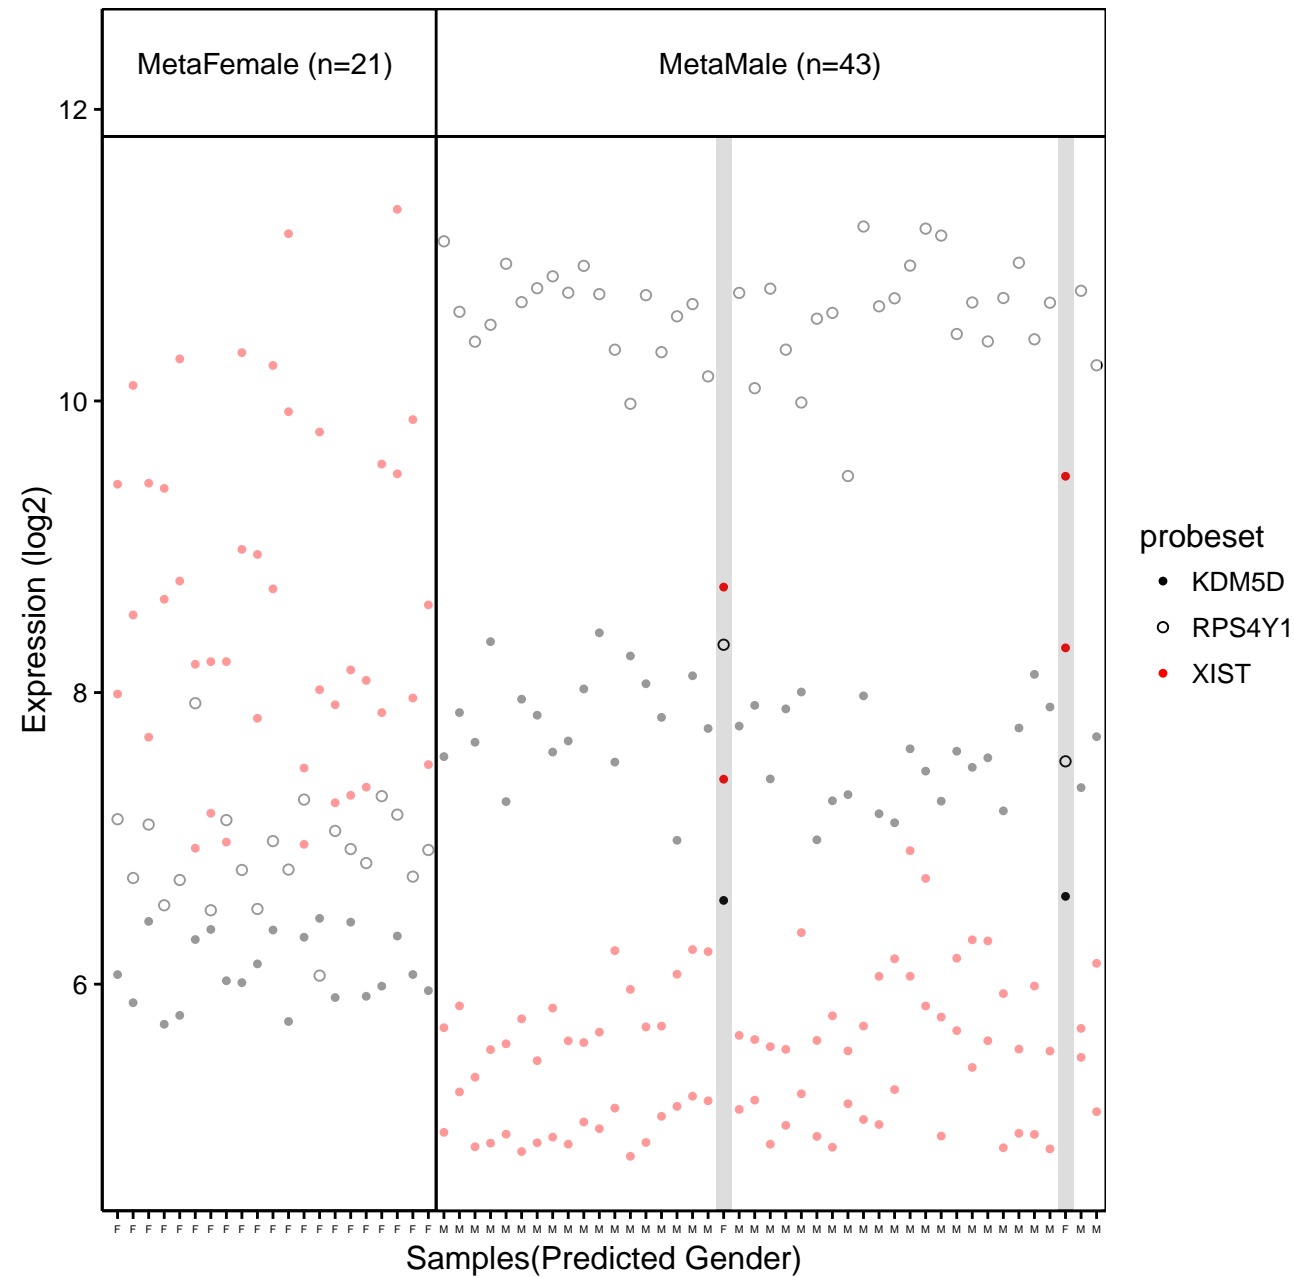 MetaFemale (n=21)
MetaMale (n=43)
12
10
8
6
Expression (log2)
F F F F F F F F F F F F F F F F F F F F F M M M M M M M M M M M M M M M M M M F M M M M M M M M M M M M M M M M M M M M M F M M
Samples(Predicted Gender)
probeset
KDM5D
RPS4Y1
XIST